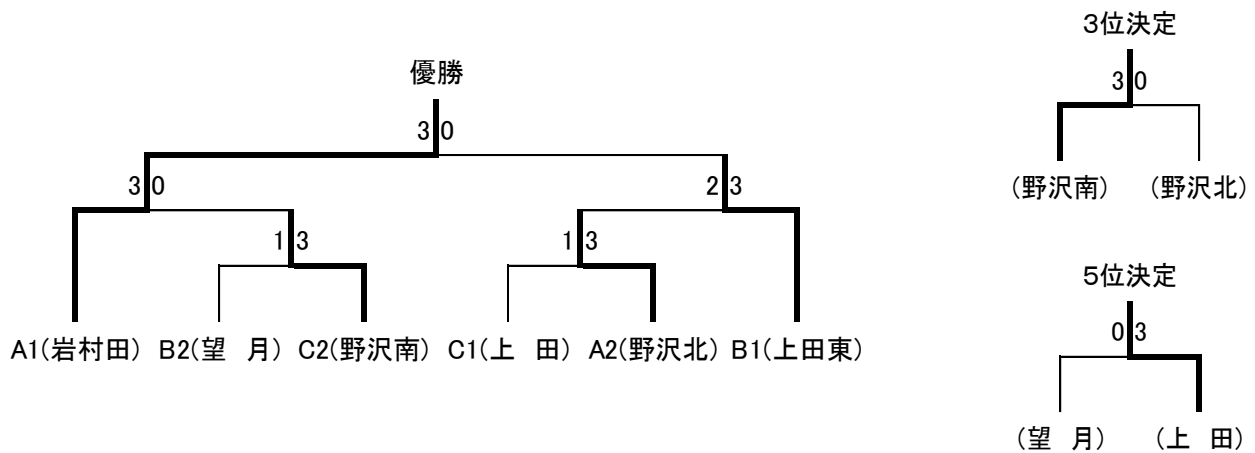 優勝
3 0
3 0
2 3
1 3
1 3
A1(岩村田) B2(望 月) C2(野沢南) C1(上 田) A2(野沢北) B1(上田東)
3位決定
3 0
(野沢南) (野沢北)
5位決定
0 3
(望 月) (上 田)